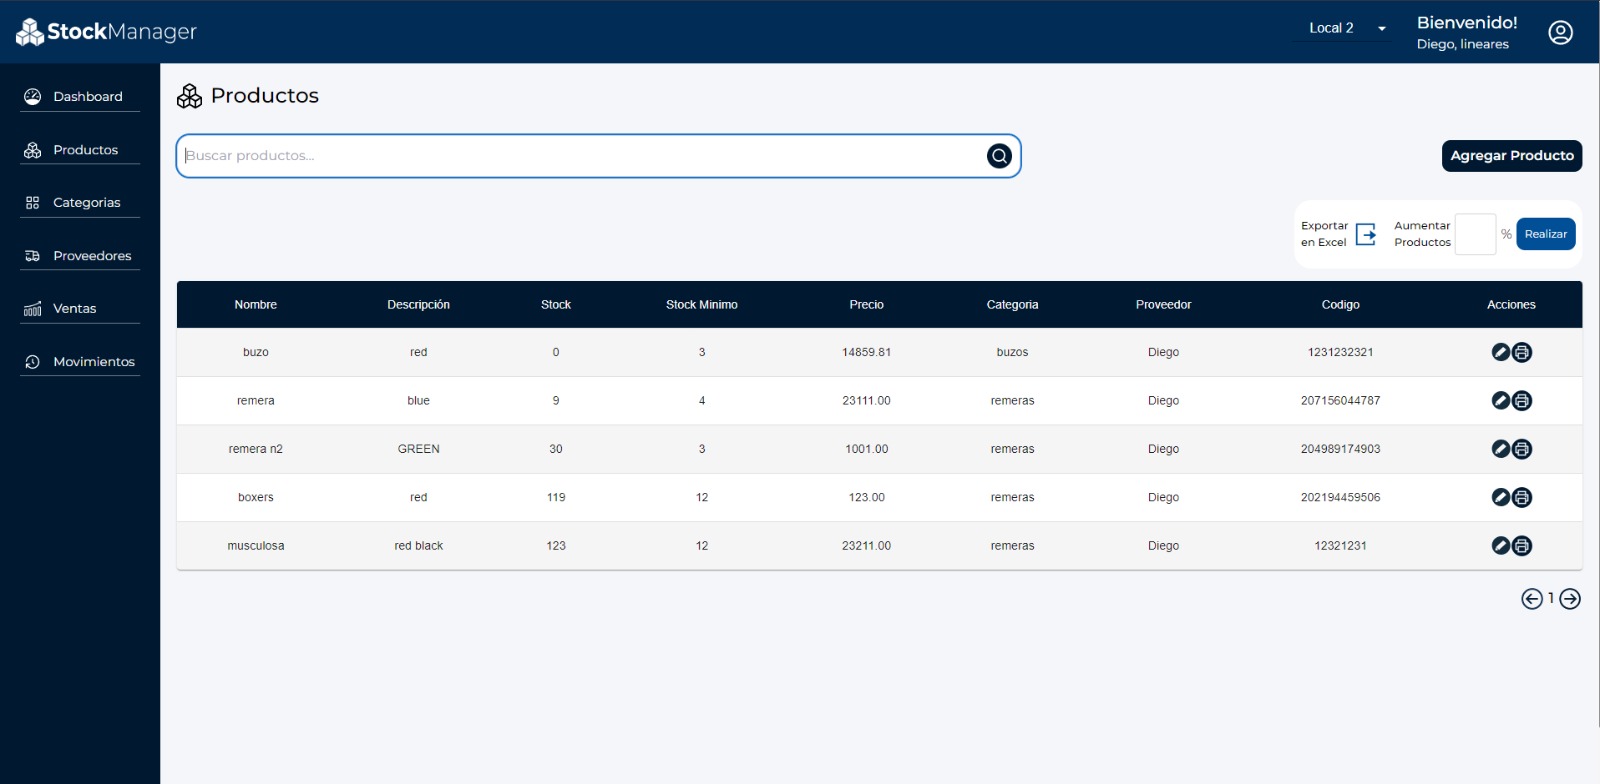 StockManager
Local 2
Bienvenido!
Diego, lineares
Dashboard
Productos
Categorias
Proveedores
Ventas
Movimientos
Productos
Buscar productos...
Agregar Producto
Exportar
en Excel
Aumentar
Productos
% Realizar
Nombre Descripción Stock Stock Minimo Precio Categoria Proveedor Codigo Acciones
buzo red 0 3 14859.81 buzos Diego 1231232321
remera blue 9 4 23111.00 remeras Diego 207156044787
remera n2 GREEN 30 3 1001.00 remeras Diego 204989174903
boxers red 119 12 123.00 remeras Diego 202194459506
musculosa red black 123 12 23211.00 remeras Diego 12321231
1